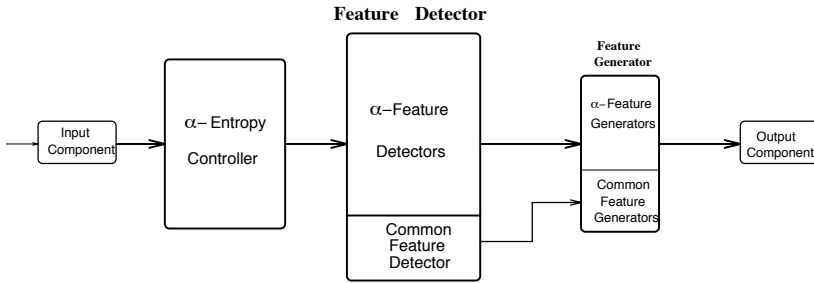 Feature Detector
Feature
Generator
Input
Component
α– Entropy
Controller
α–Feature
Detectors
Common
Feature
Detector
α–Feature
Generators
Common
Feature
Generators
Output
Component